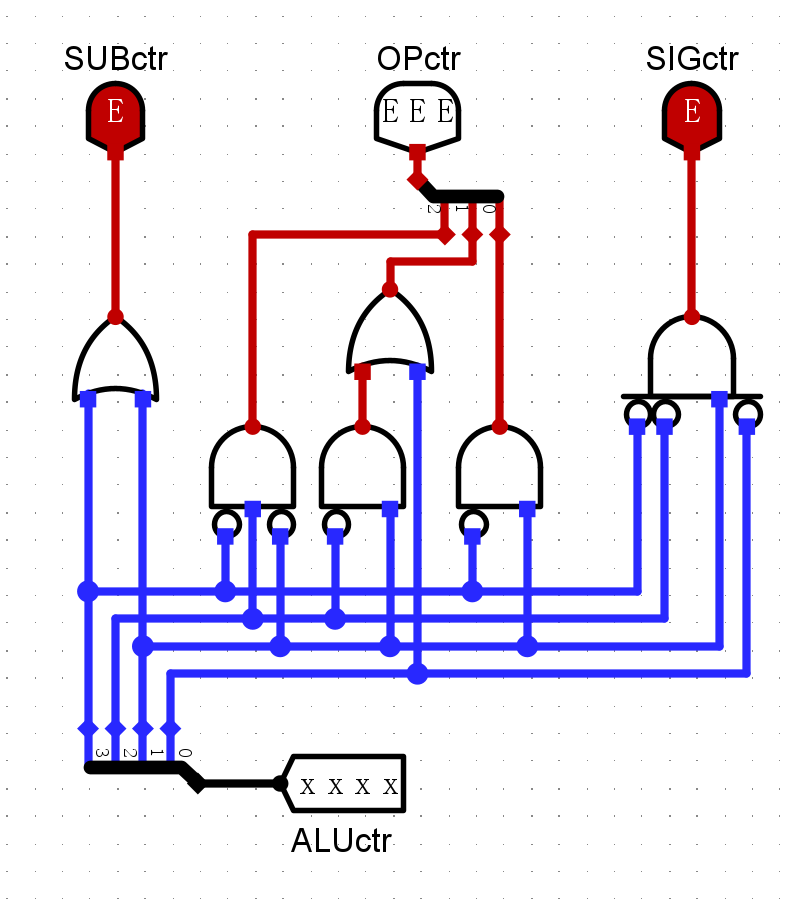 SUBctr OPctr SIGctr
E E E E E
2 1 0
3 2 1 0
x x x x
ALUctr